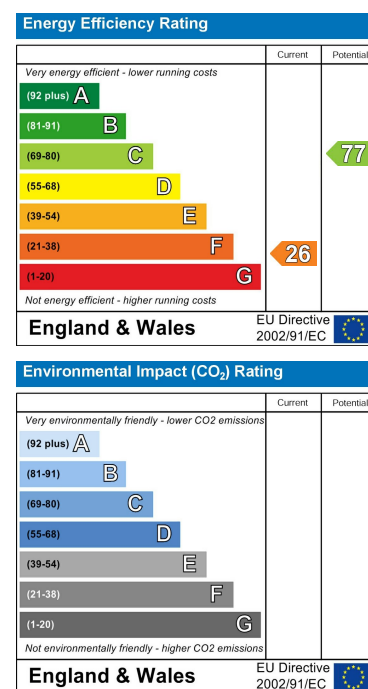 Energy Efficiency Rating
Current Potential
Very energy efficient - lower running costs
(92 plus) A
(81-91) B
(69-80) C 77
(55-68) D
(39-54) E
(21-38) F 26
(1-20) G
Not energy efficient - higher running costs
England & Wales EU Directive 2002/91/EC
Environmental Impact (CO₂) Rating
Current Potential
Very environmentally friendly - lower CO2 emissions
(92 plus) A
(81-91) B
(69-80) C
(55-68) D
(39-54) E
(21-38) F
(1-20) G
Not environmentally friendly - higher CO2 emissions
England & Wales EU Directive 2002/91/EC